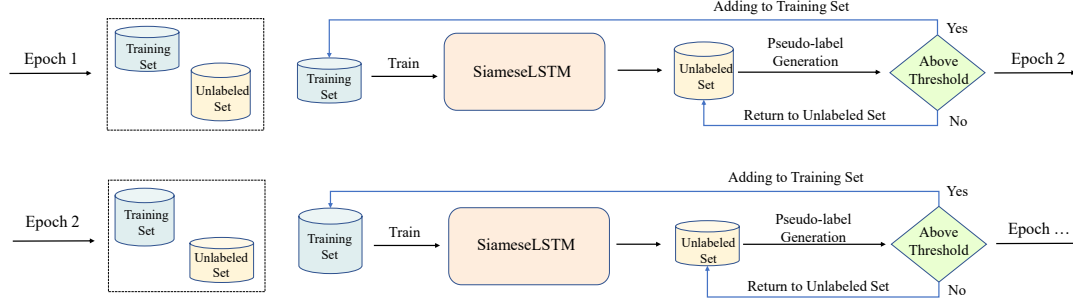 Adding to Training Set
Yes
Epoch 1
Training
Set
Unlabeled
Set
Training
Set
Train
SiameseLSTM
Unlabeled
Set
Pseudo-label
Generation
Above
Threshold
Epoch 2
Return to Unlabeled Set
No
Adding to Training Set
Yes
Epoch 2
Training
Set
Unlabeled
Set
Training
Set
Train
SiameseLSTM
Unlabeled
Set
Pseudo-label
Generation
Above
Threshold
Epoch …
Return to Unlabeled Set
No